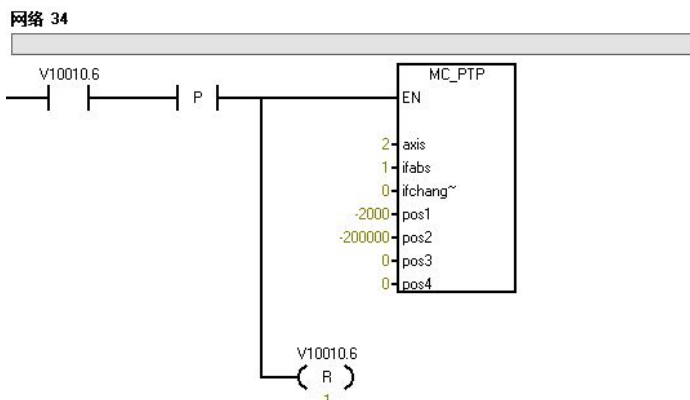 网络 34
V10010.6
MC_PTP
P
EN
2 axis
1 ifabs
0 ifchang~
-2000 pos1
-200000 pos2
0 pos3
0 pos4
V10010.6
R
1